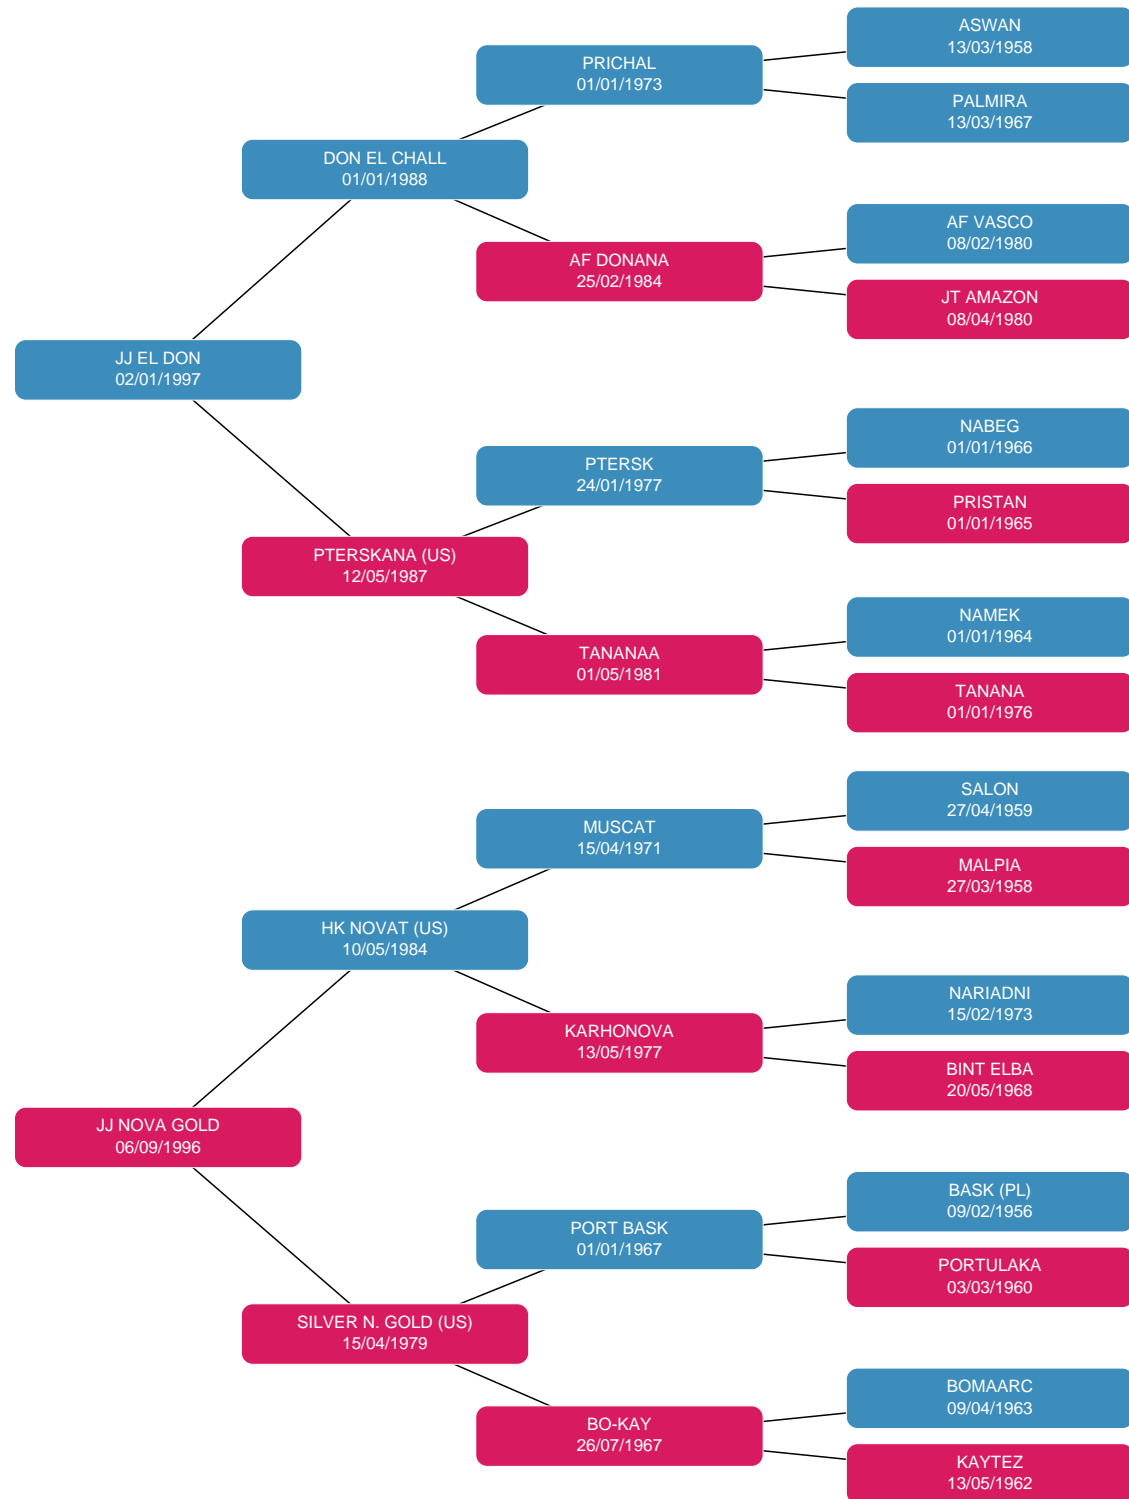 ASWAN
13/03/1958
PRICHAL
01/01/1973
PALMIRA
13/03/1967
DON EL CHALL
01/01/1988
AF VASCO
08/02/1980
AF DONANA
25/02/1984
JT AMAZON
08/04/1980
JJ EL DON
02/01/1997
NABEG
01/01/1966
PTERSK
24/01/1977
PRISTAN
01/01/1965
PTERSKANA (US)
12/05/1987
NAMEK
01/01/1964
TANANAA
01/05/1981
TANANA
01/01/1976
SALON
27/04/1959
MUSCAT
15/04/1971
MALPIA
27/03/1958
HK NOVAT (US)
10/05/1984
NARIADNI
15/02/1973
KARHONOVA
13/05/1977
BINT ELBA
20/05/1968
JJ NOVA GOLD
06/09/1996
BASK (PL)
09/02/1956
PORT BASK
01/01/1967
PORTULAKA
03/03/1960
SILVER N. GOLD (US)
15/04/1979
BOMAARC
09/04/1963
BO-KAY
26/07/1967
KAYTEZ
13/05/1962